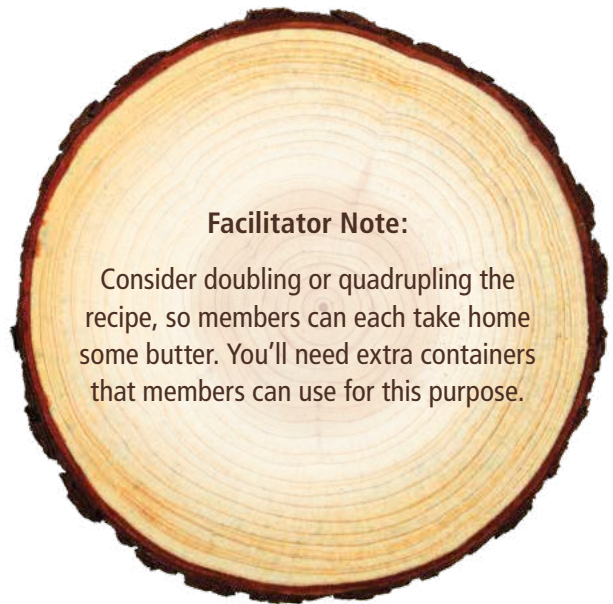 Facilitator Note:
Consider doubling or quadrupling the
recipe, so members can each take home
some butter. You’ll need extra containers
that members can use for this purpose.